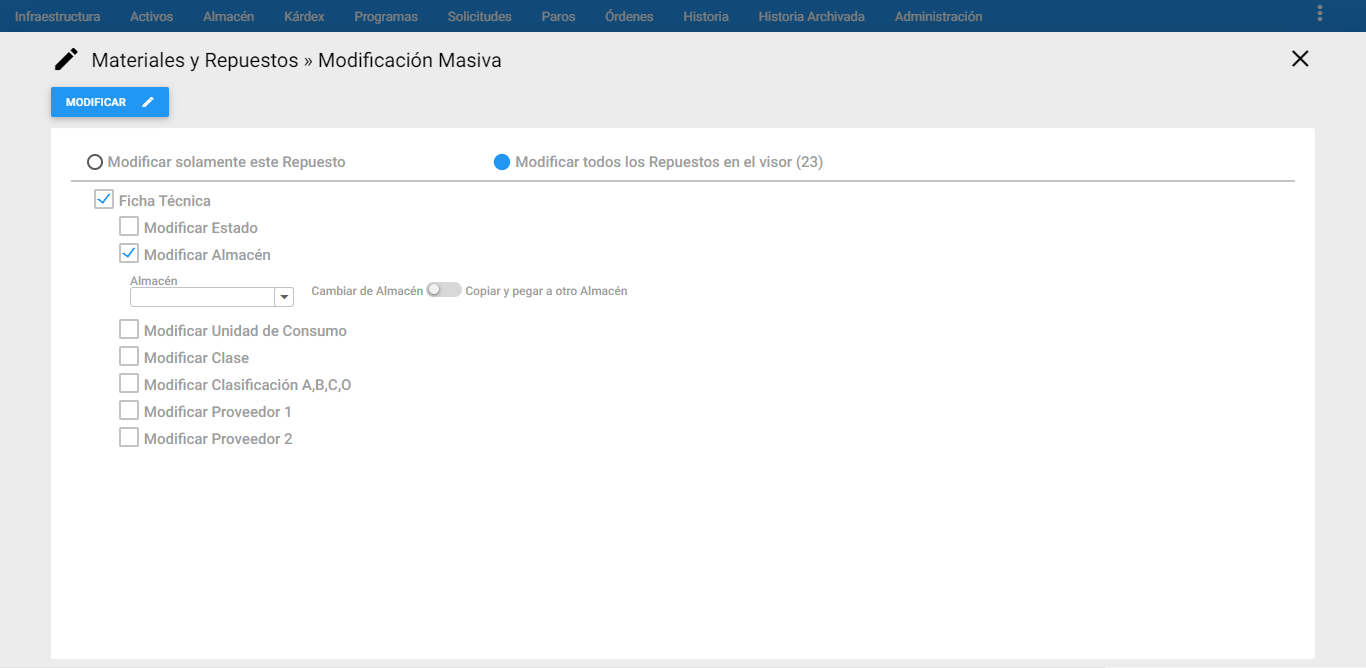 Infraestructura Activos Almacén Kárdex Programas Solicitudes Paros Órdenes Historia Historia Archivada Administración
Materiales y Repuestos » Modificación Masiva
MODIFICAR
Modificar solamente este Repuesto Modificar todos los Repuestos en el visor (23)
Ficha Técnica
Modificar Estado
Modificar Almacén
Almacén
Cambiar de Almacén Copiar y pegar a otro Almacén
Modificar Unidad de Consumo
Modificar Clase
Modificar Clasificación A,B,C,O
Modificar Proveedor 1
Modificar Proveedor 2